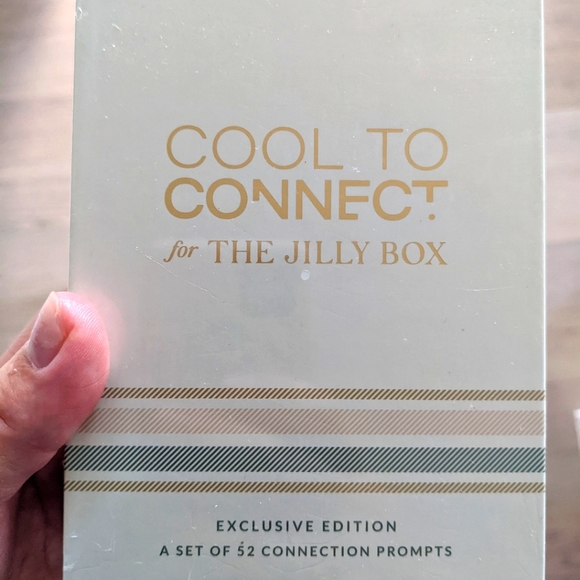 COOL TO
CONNECT.
for THE JILLY BOX
EXCLUSIVE EDITION
A SET OF 52 CONNECTION PROMPTS